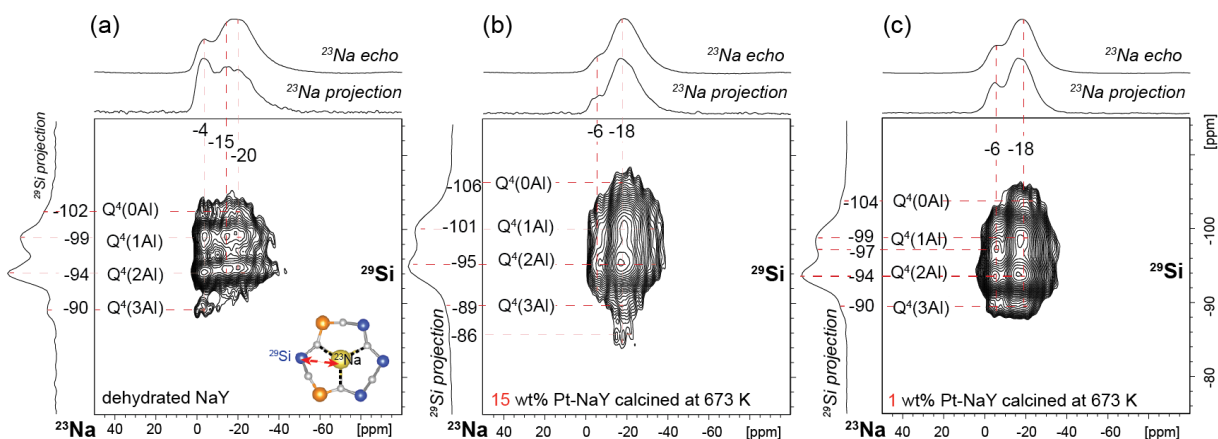 (a)
²³Na echo
²³Na projection
²⁹Si projection
-4
-15
-20
-102 Q⁴(0Al)
-99 Q⁴(1Al)
-94 Q⁴(2Al)
-90 Q⁴(3Al)
²⁹Si
²⁹Si
²³Na
dehydrated NaY
²³Na 40 20 0 -20 -60 [ppm]
(b)
²³Na echo
²³Na projection
-6
-18
-106 Q⁴(0Al)
-101 Q⁴(1Al)
-95 Q⁴(2Al)
-89 Q⁴(3Al)
-86
²⁹Si
²⁹Si projection
15 wt% Pt-NaY calcined at 673 K
²³Na 40 20 0 -20 -60 [ppm]
(c)
²³Na echo
²³Na projection
[ppm]
-6
-18
-104 Q⁴(0Al)
-99 Q⁴(1Al)
-97
-94 Q⁴(2Al)
-90 Q⁴(3Al)
²⁹Si
-100
-90
-80
²⁹Si projection
1 wt% Pt-NaY calcined at 673 K
²³Na 40 20 0 -20 -60 [ppm]